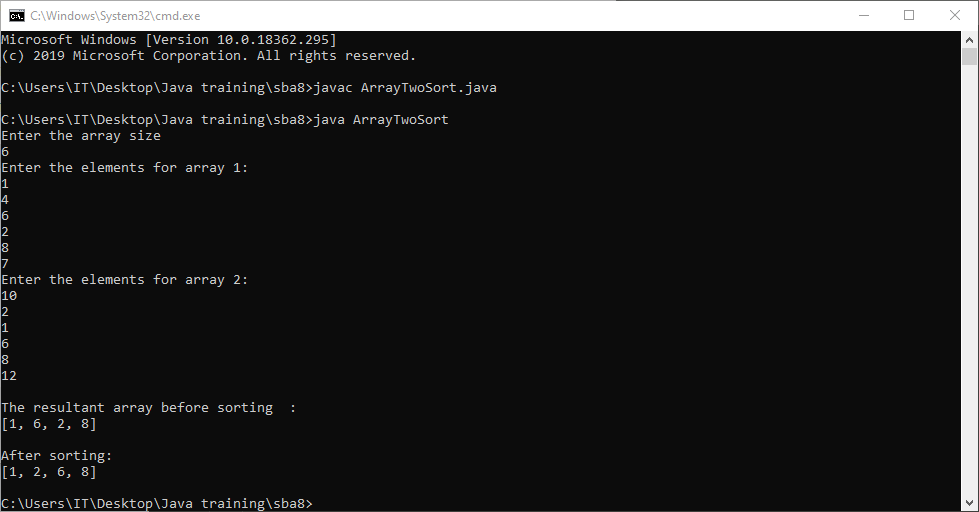 C:\Windows\System32\cmd.exe
Microsoft Windows [Version 10.0.18362.295]
(c) 2019 Microsoft Corporation. All rights reserved.
C:\Users\IT\Desktop\Java training\sba8>javac ArrayTwoSort.java
C:\Users\IT\Desktop\Java training\sba8>java ArrayTwoSort
Enter the array size
6
Enter the elements for array 1:
1
4
6
2
8
7
Enter the elements for array 2:
10
2
1
6
8
12
The resultant array before sorting  :
[1, 6, 2, 8]
After sorting:
[1, 2, 6, 8]
C:\Users\IT\Desktop\Java training\sba8>